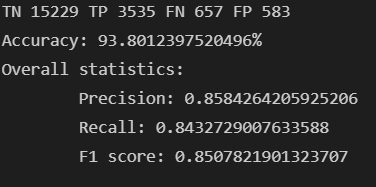 TN 15229 TP 3535 FN 657 FP 583
Accuracy: 93.8012397520496%
Overall statistics:
Precision: 0.8584264205925206
Recall: 0.8432729007633588
F1 score: 0.8507821901323707